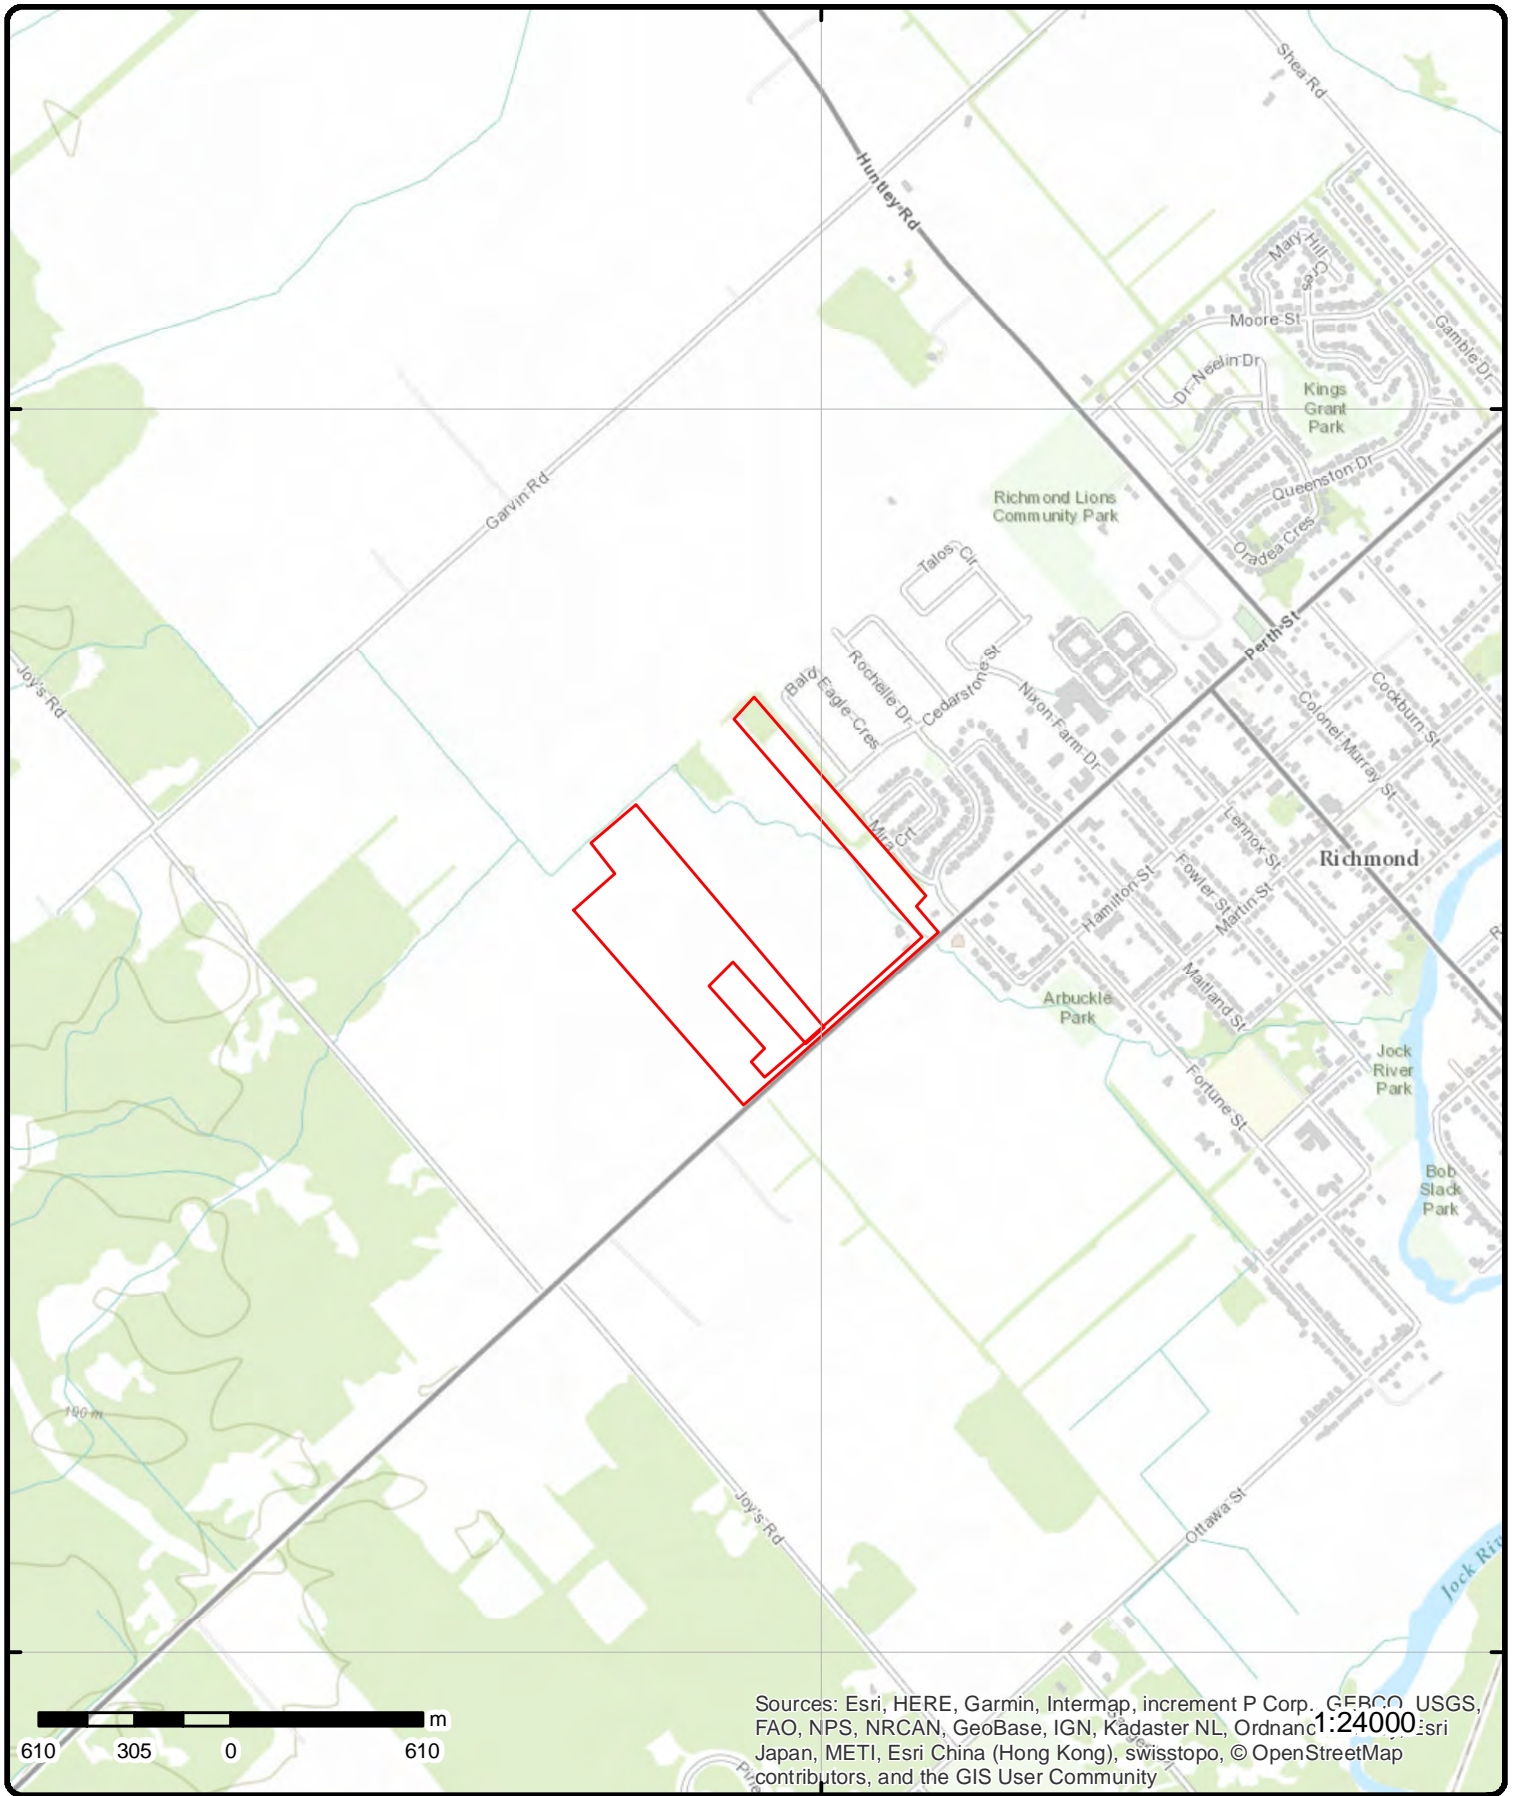 Shea Rd
Huntley Rd
Mary Hill
Cres
Moore St
Gamble Dr
Dr. Neelin Dr
Kings
Grant
Park
Queenston Dr
Garvin Rd
Richmond Lions
Community Park
Oradea Cres
Talos Cir
Perth St
Joy's Rd
Bald Eagle Cres
Rochelle Dr
Cedarstone St
Nixon Farm Dr
Cockburn St
Colonel Murray St
Mira Crt
Lennox St
Richmond
Fowler St
Martin St
Hamilton St
Maitland St
Arbuckle
Park
Jock
River
Park
Fortune St
Bob
Slack
Park
190 m
Joy's Rd
Ottawa St
Jock Riv
610 305 0 610 m
Sources: Esri, HERE, Garmin, Intermap, increment P Corp., GEBCO, USGS,
FAO, NPS, NRCAN, GeoBase, IGN, Kadaster NL, Ordnanc
1:24000
Esri
Japan, METI, Esri China (Hong Kong), swisstopo, © OpenStreetMap
contributors, and the GIS User Community